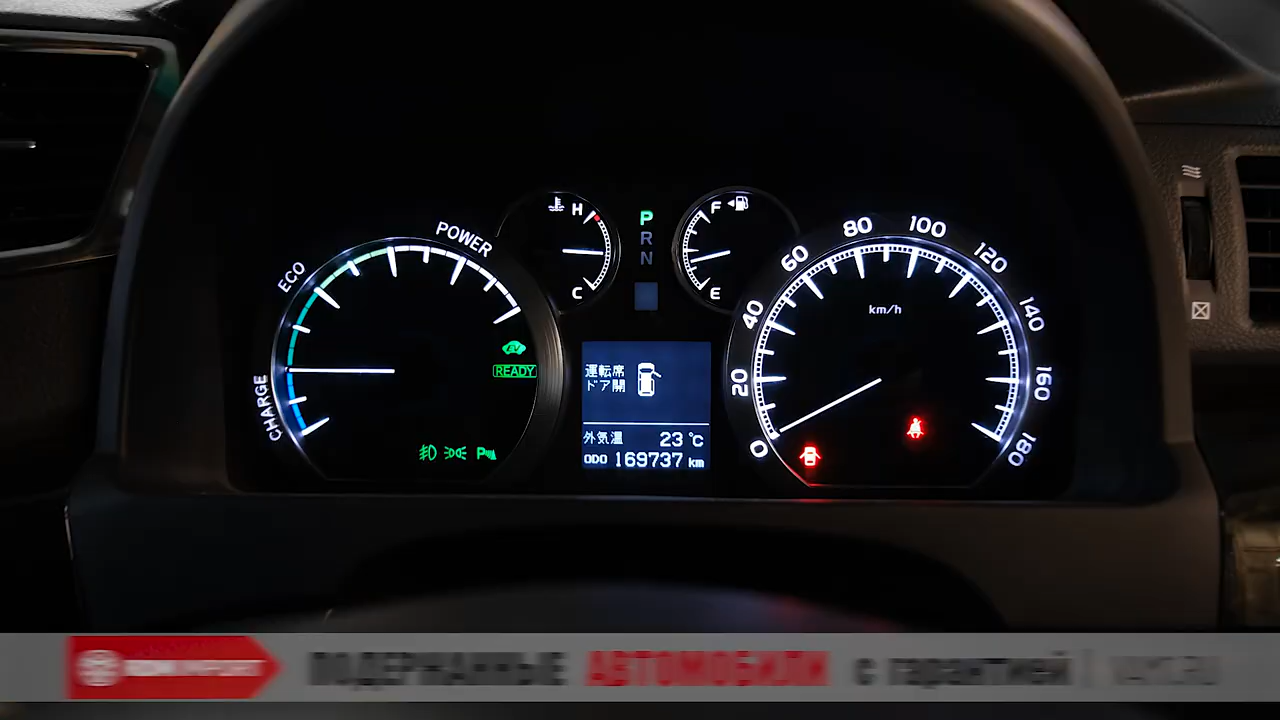 POWER
ECO
CHARGE
EV
READY
P
H
C
P
R
N
F
E
運転席
ドア開
外気温 23℃
ODO 169737 km
0
20
40
60
80
100
120
140
160
180
km/h
ПОДЕРЖАННЫЕ АВТОМОБИЛИ с гарантией